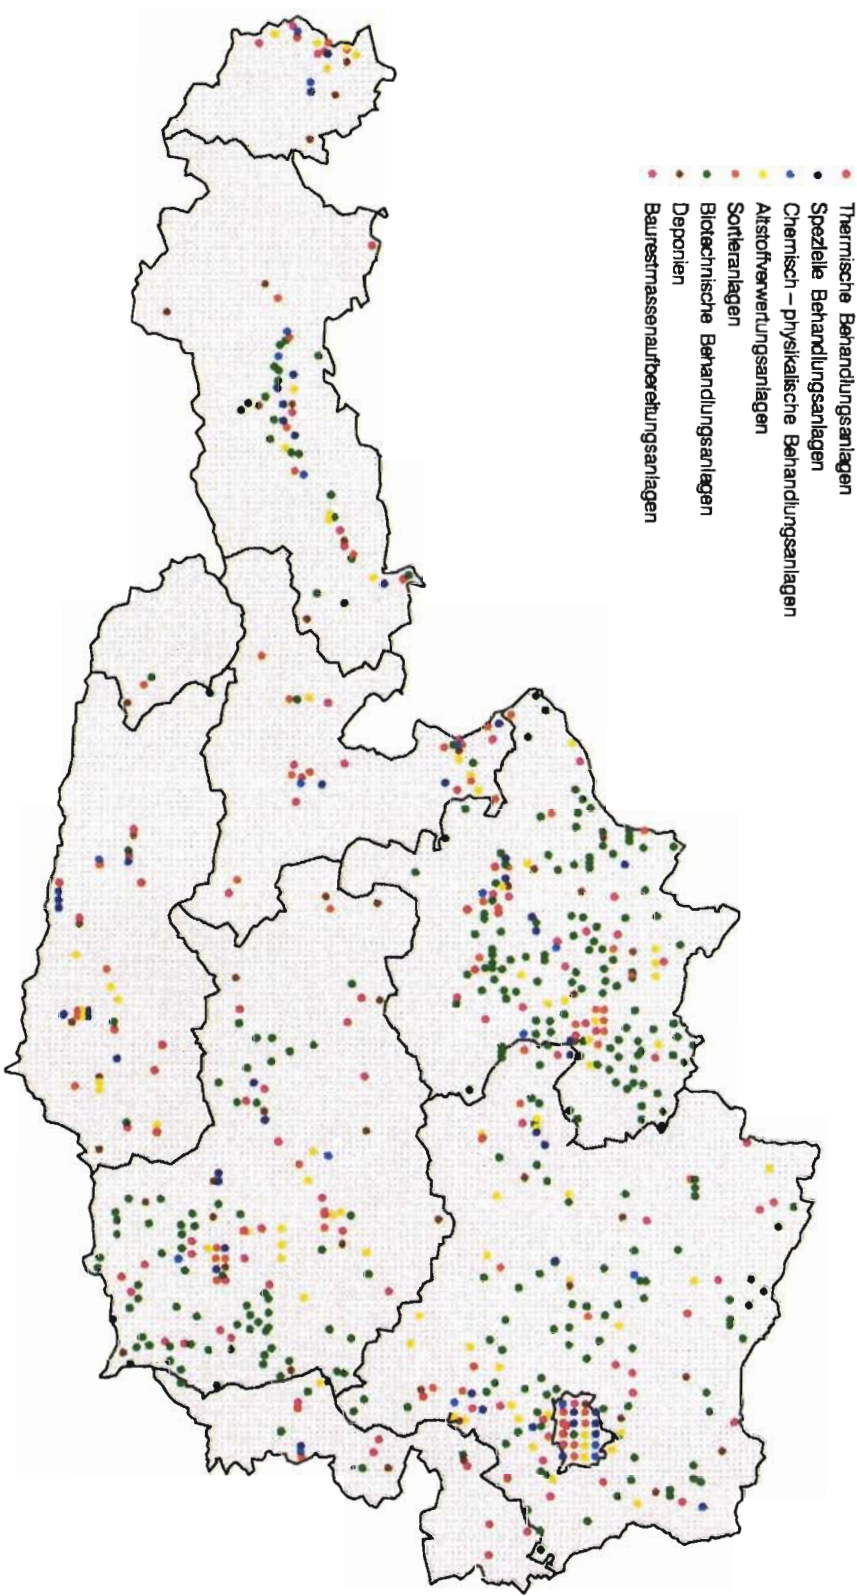 Thermische Behandlungsanlagen
Spezielle Behandlungsanlagen
Chemisch-physikalische Behandlungsanlagen
Altstoffverwertungsanlagen
Sortieranlagen
Biotechnische Behandlungsanlagen
Deponien
Baurestmassenaufbereitungsanlagen